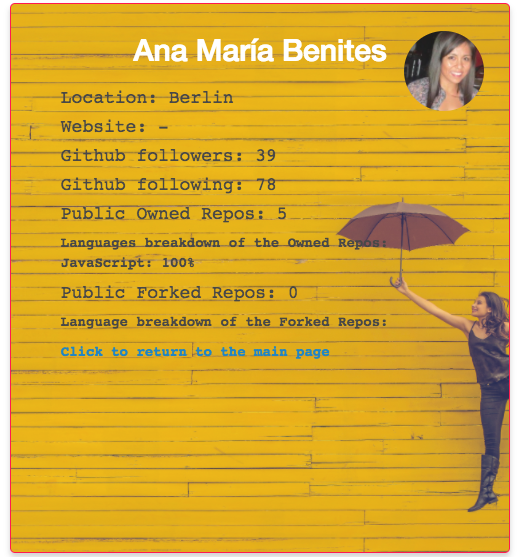 Ana María Benites
Location: Berlin
Website: -
Github followers: 39
Github following: 78
Public Owned Repos: 5
Languages breakdown of the Owned Repos:
JavaScript: 100%
Public Forked Repos: 0
Language breakdown of the Forked Repos:
Click to return to the main page